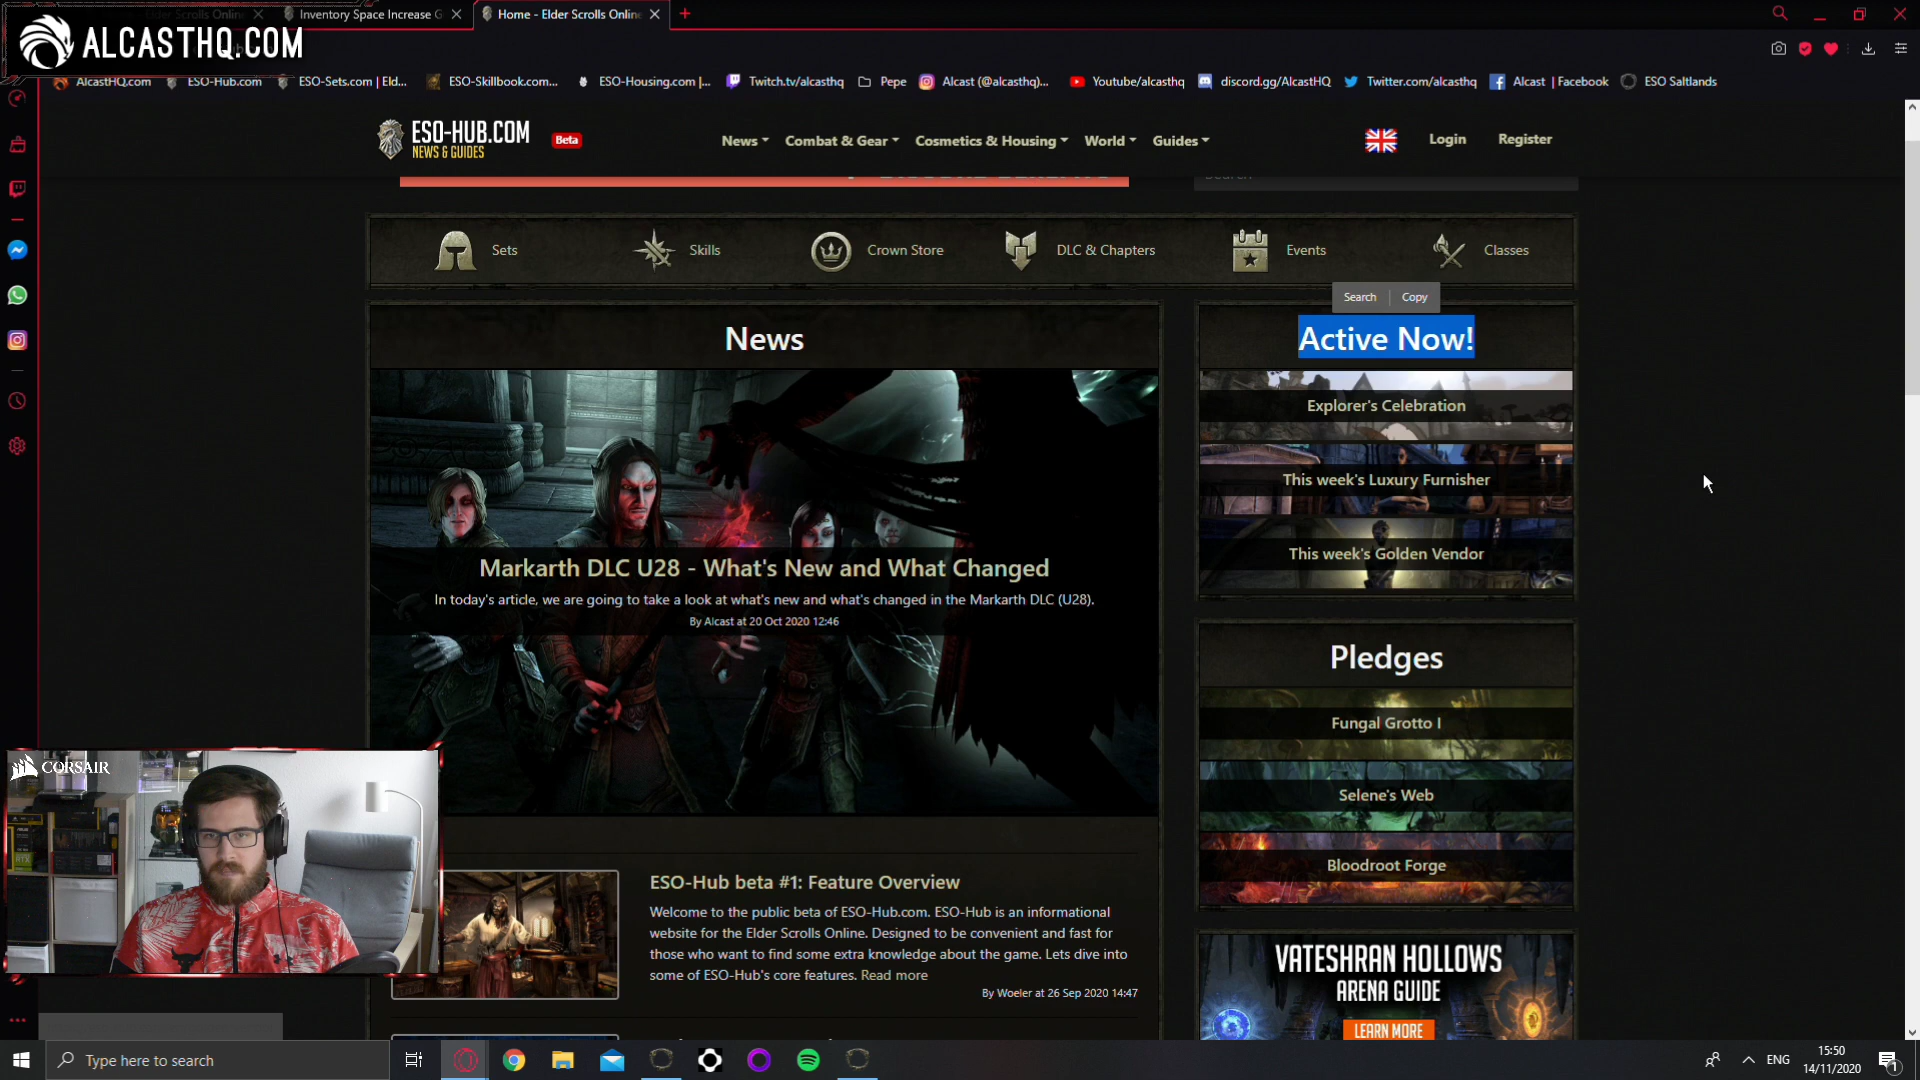 Inventory Space Increase G
Home - Elder Scrolls Online
ALCASTHQ.COM
AlcastHQ.com
ESO-Hub.com
ESO-Sets.com | Eld...
ESO-Skillbook.com...
ESO-Housing.com |...
Twitch.tv/alcasthq
Pepe
Alcast (@alcasthq)...
Youtube/alcasthq
discord.gg/AlcastHQ
Twitter.com/alcasthq
Alcast | Facebook
ESO Saltlands
ESO-HUB.COM
NEWS & GUIDES
Beta
News
Combat & Gear
Cosmetics & Housing
World
Guides
Login
Register
Sets
Skills
Crown Store
DLC & Chapters
Events
Classes
Search
Copy
News
Active Now!
Explorer's Celebration
This week's Luxury Furnisher
This week's Golden Vendor
Markarth DLC U28 - What's New and What Changed
In today's article, we are going to take a look at what's new and what's changed in the Markarth DLC (U28).
By Alcast at 20 Oct 2020 12:46
Pledges
Fungal Grotto I
Selene's Web
Bloodroot Forge
CORSAIR
ESO-Hub beta #1: Feature Overview
Welcome to the public beta of ESO-Hub.com. ESO-Hub is an informational
website for the Elder Scrolls Online. Designed to be convenient and fast for
those who want to find some extra knowledge about the game. Lets dive into
some of ESO-Hub's core features. Read more
By Woeler at 26 Sep 2020 14:47
VATESHRAN HOLLOWS
ARENA GUIDE
LEARN MORE
Type here to search
ENG
15:50
14/11/2020
1